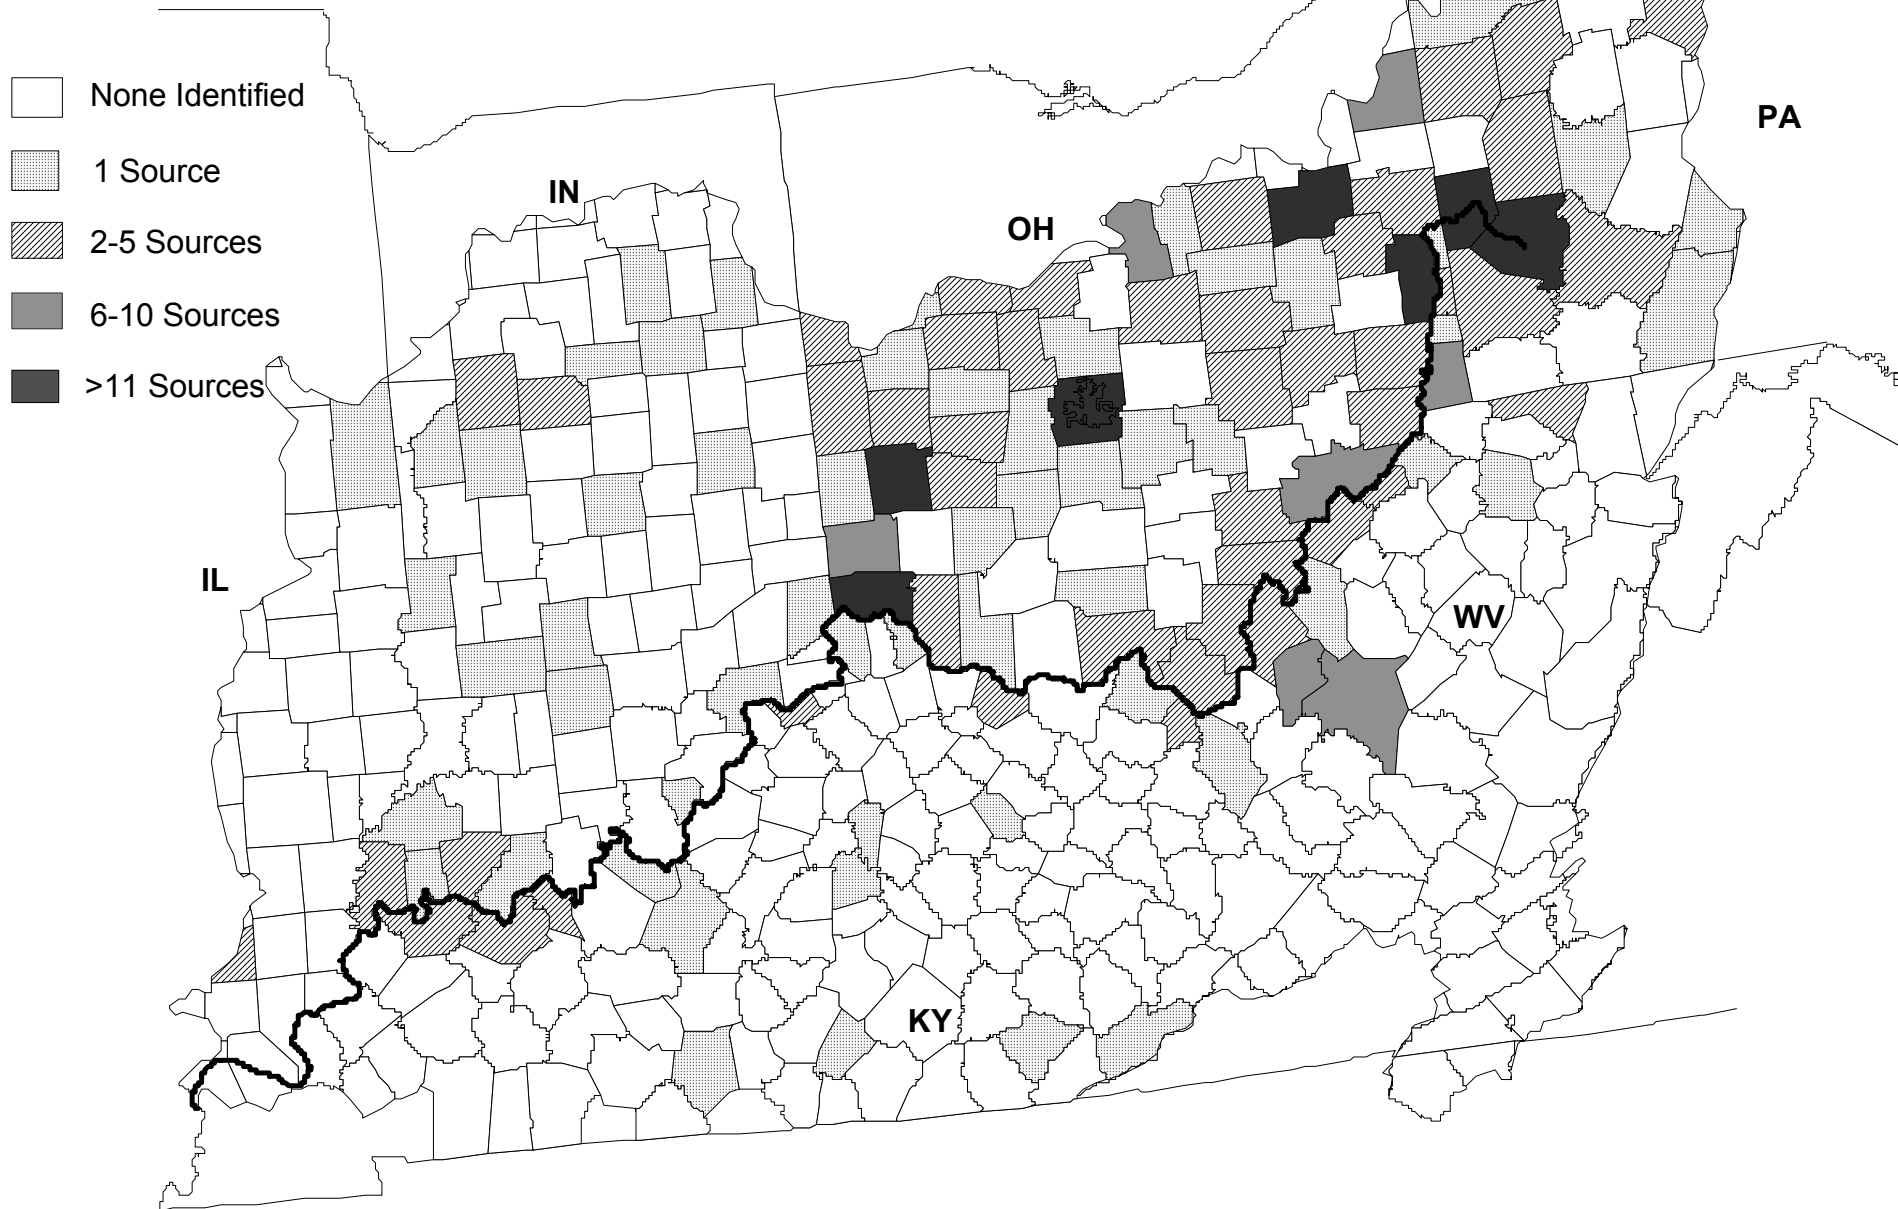 None Identified
1 Source
2-5 Sources
6-10 Sources
>11 Sources
PA
IN
OH
IL
WV
KY